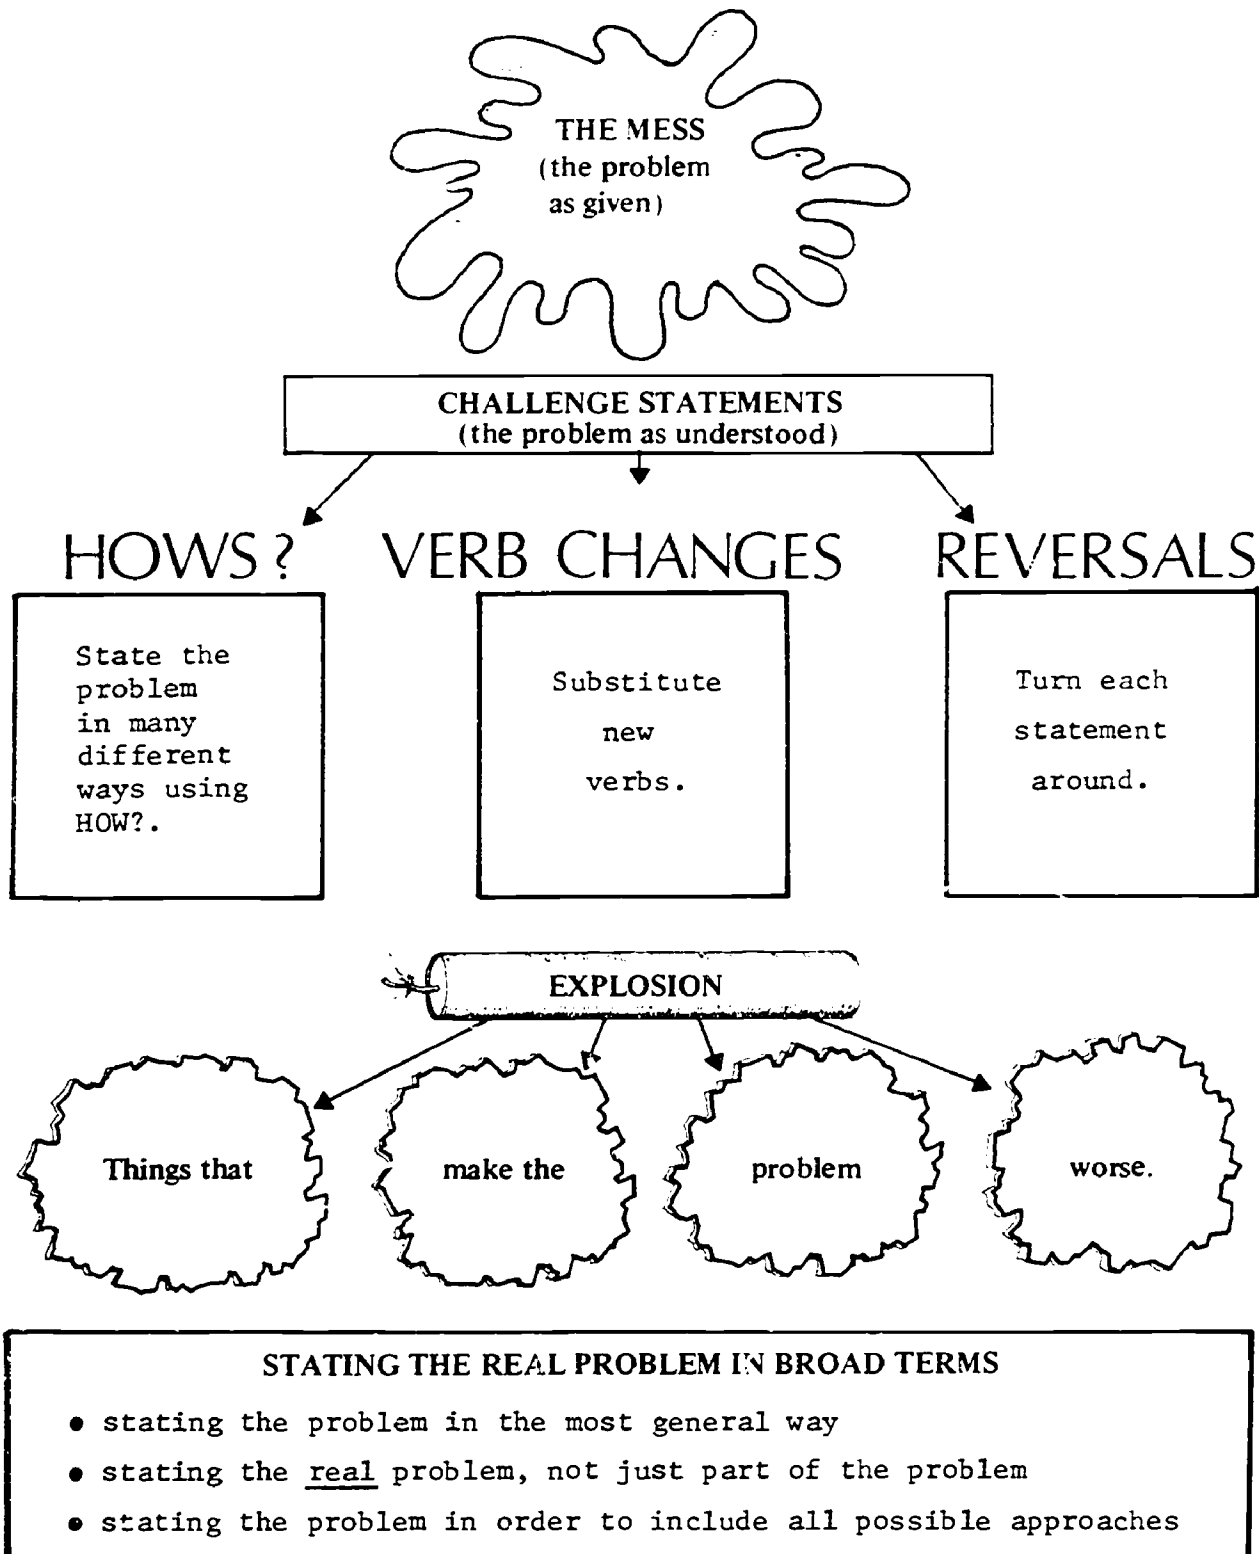 THE MESS
(the problem
as given)
CHALLENGE STATEMENTS
(the problem as understood)
HOWS?
VERB CHANGES
REVERSALS
State the
problem
in many
different
ways using
HOW?.
Substitute
new
verbs.
Turn each
statement
around.
EXPLOSION
Things that
make the
problem
worse.
STATING THE REAL PROBLEM IN BROAD TERMS
• stating the problem in the most general way
• stating the real problem, not just part of the problem
• stating the problem in order to include all possible approaches